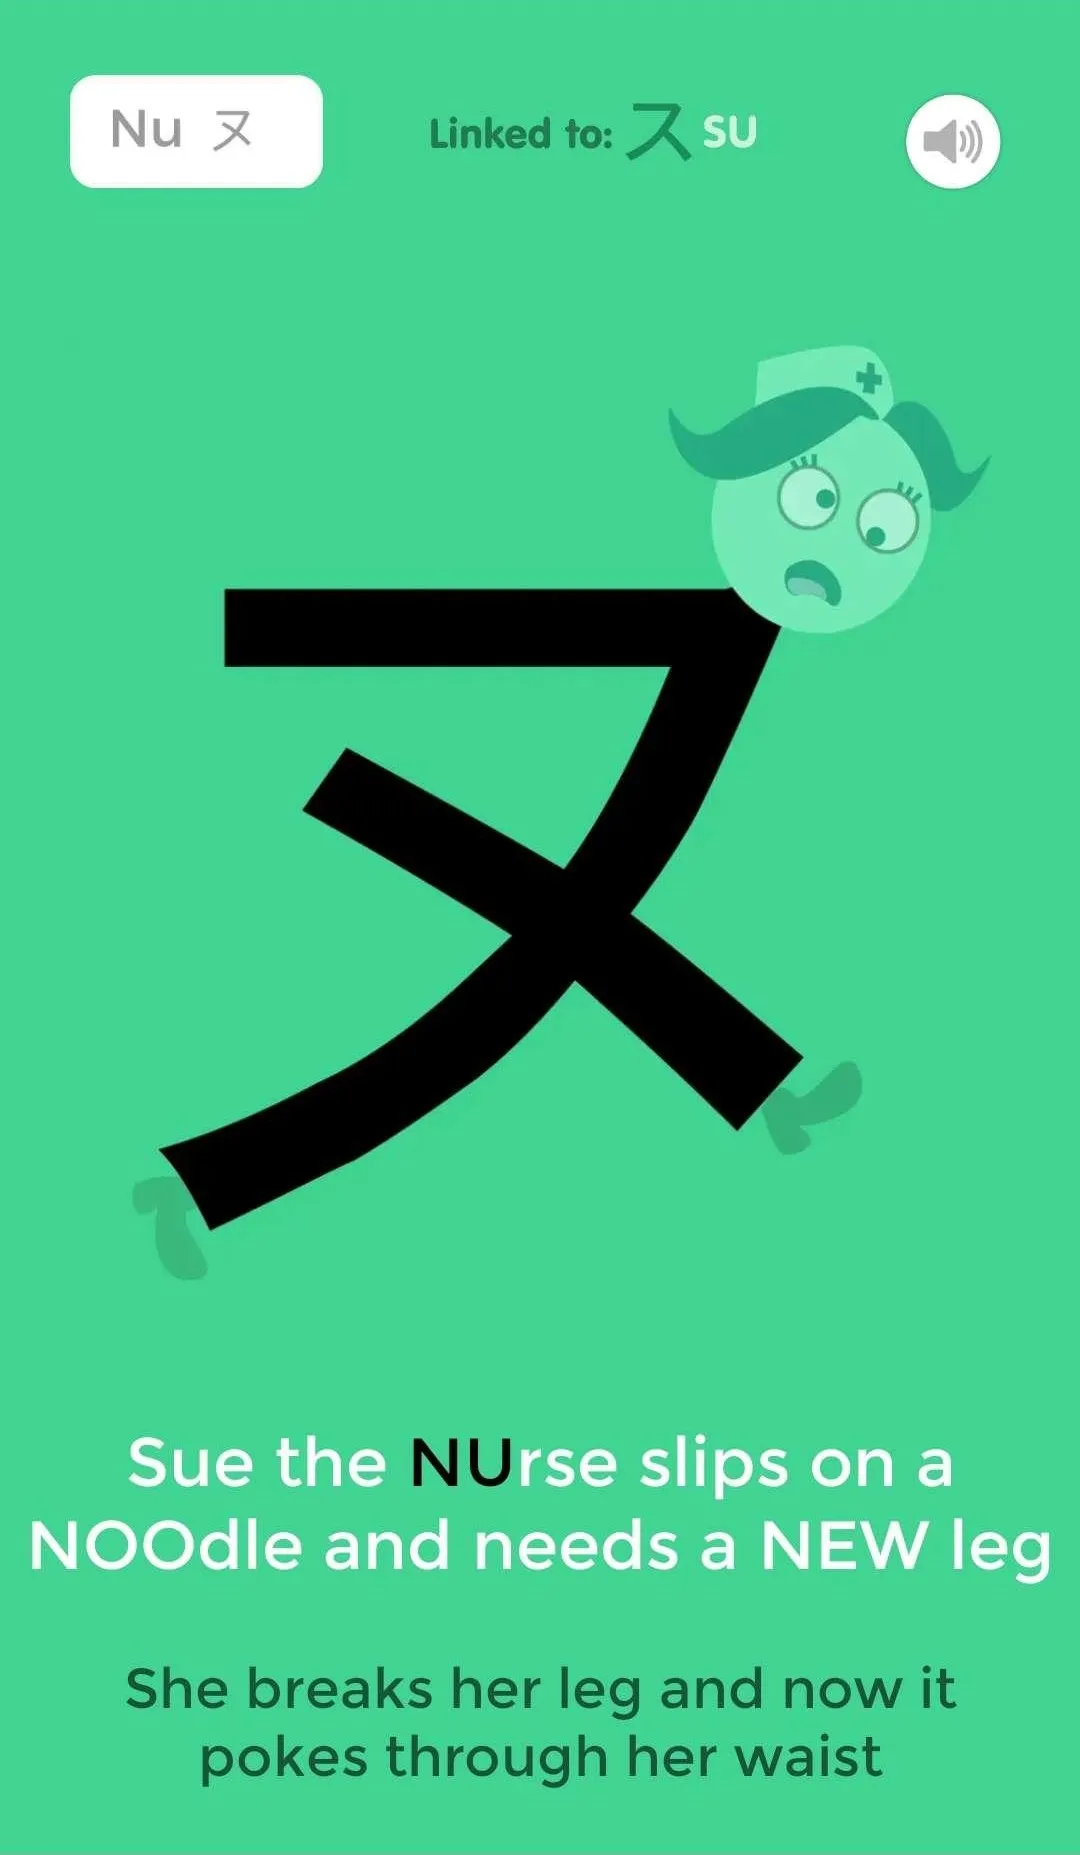 Nu ヌ
Linked to: ス SU
ヌ
Sue the NUrse slips on a
NOOdle and needs a NEW leg
She breaks her leg and now it
pokes through her waist